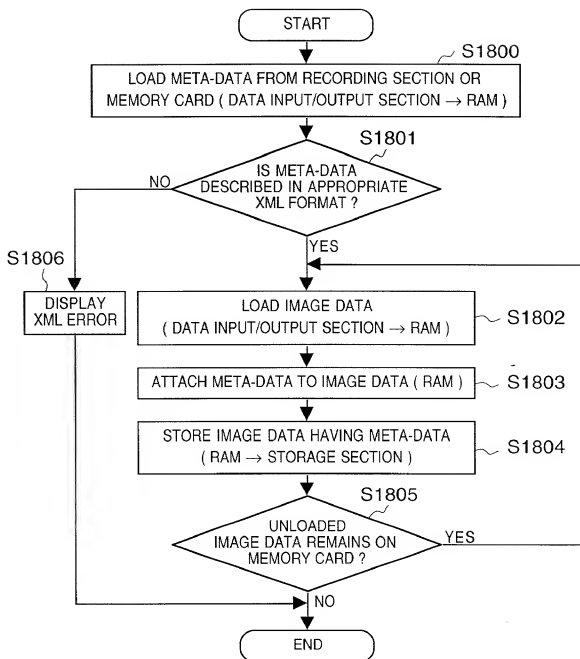 START
S1800
LOAD META-DATA FROM RECORDING SECTION OR
MEMORY CARD ( DATA INPUT/OUTPUT SECTION → RAM )
S1801
IS META-DATA
DESCRIBED IN APPROPRIATE
XML FORMAT ?
NO
YES
S1806
DISPLAY
XML ERROR
LOAD IMAGE DATA
( DATA INPUT/OUTPUT SECTION → RAM )
S1802
ATTACH META-DATA TO IMAGE DATA ( RAM )
S1803
STORE IMAGE DATA HAVING META-DATA
( RAM → STORAGE SECTION )
S1804
S1805
UNLOADED
IMAGE DATA REMAINS ON
MEMORY CARD ?
YES
NO
END